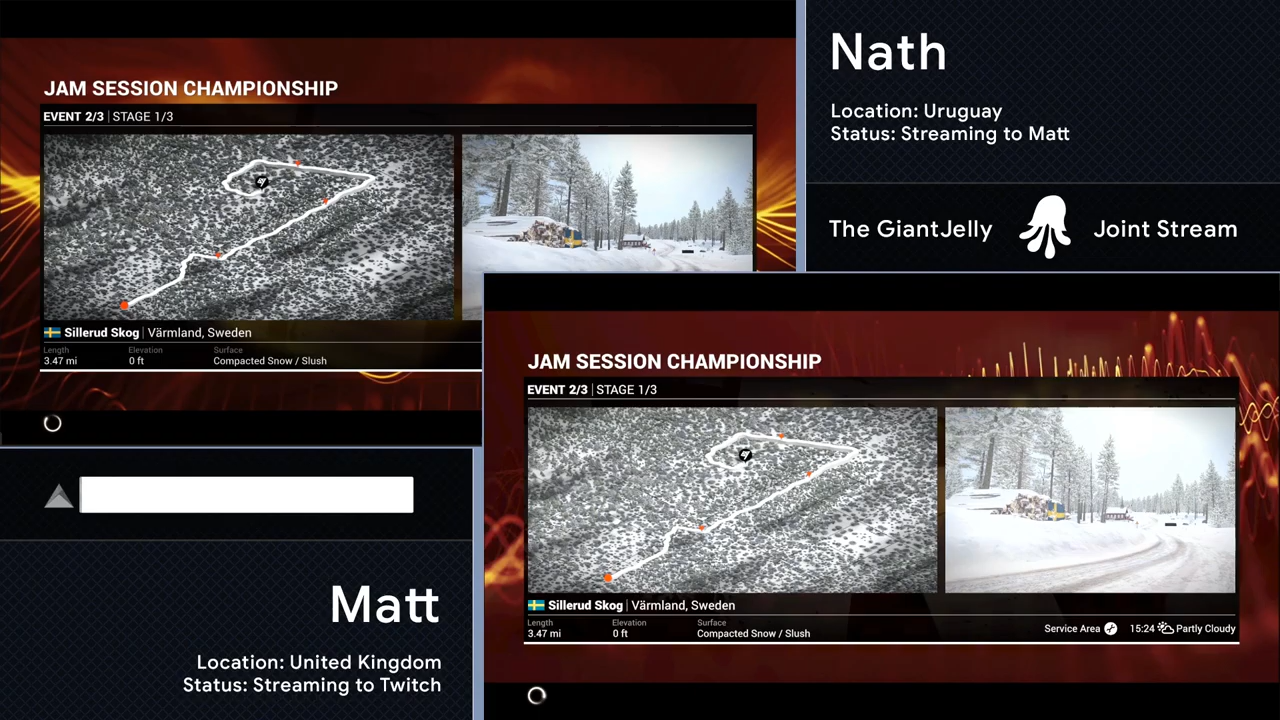 JAM SESSION CHAMPIONSHIP
EVENT 2/3 | STAGE 1/3
Sillerud Skog | Värmland, Sweden
Length Elevation Surface
3.47 mi 0 ft Compacted Snow / Slush
Nath
Location: Uruguay
Status: Streaming to Matt
The GiantJelly Joint Stream
JAM SESSION CHAMPIONSHIP
EVENT 2/3 | STAGE 1/3
Sillerud Skog | Värmland, Sweden
Length Elevation Surface
3.47 mi 0 ft Compacted Snow / Slush Service Area 15:24 Partly Cloudy
Matt
Location: United Kingdom
Status: Streaming to Twitch